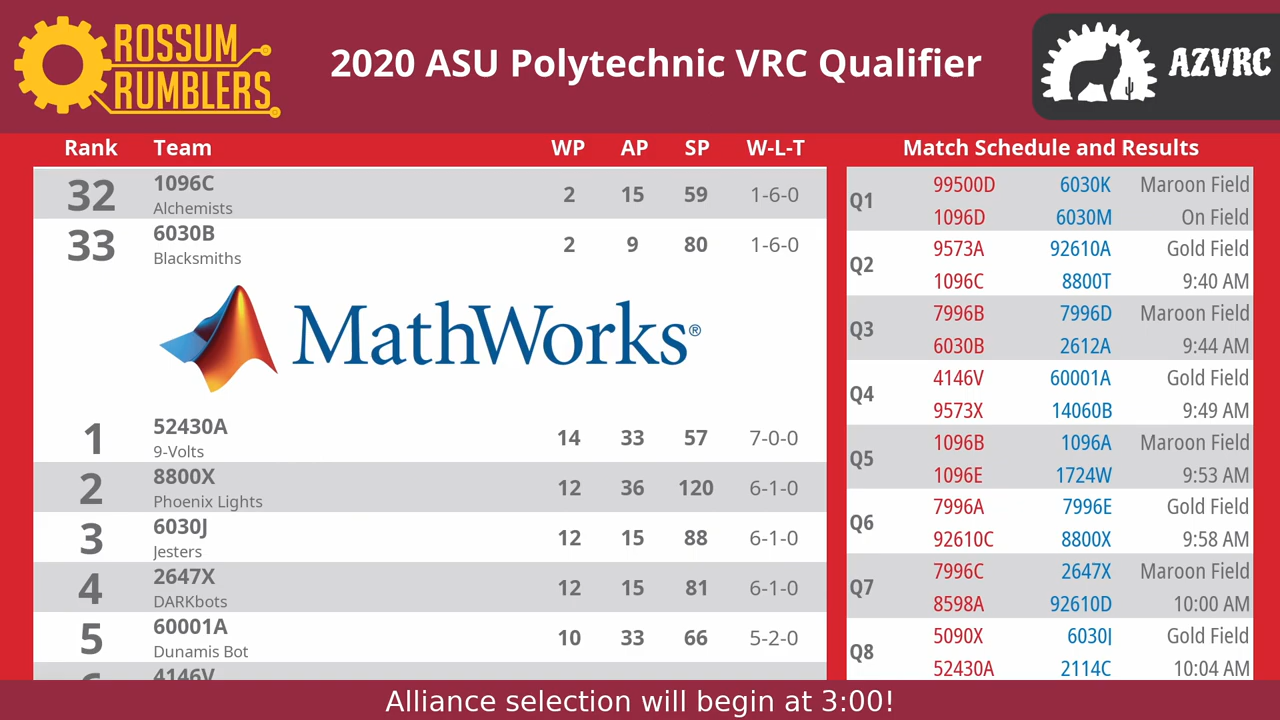 ROSSUM
RUMBLERS
2020 ASU Polytechnic VRC Qualifier
AZVRC
Rank Team WP AP SP W-L-T
32 1096C Alchemists 2 15 59 1-6-0
33 6030B Blacksmiths 2 9 80 1-6-0
MathWorks®
1 52430A 9-Volts 14 33 57 7-0-0
2 8800X Phoenix Lights 12 36 120 6-1-0
3 6030J Jesters 12 15 88 6-1-0
4 2647X DARKbots 12 15 81 6-1-0
5 60001A Dunamis Bot 10 33 66 5-2-0
6 4146V
Match Schedule and Results
Q1 99500D 6030K Maroon Field
1096D 6030M On Field
Q2 9573A 92610A Gold Field
1096C 8800T 9:40 AM
Q3 7996B 7996D Maroon Field
6030B 2612A 9:44 AM
Q4 4146V 60001A Gold Field
9573X 14060B 9:49 AM
Q5 1096B 1096A Maroon Field
1096E 1724W 9:53 AM
Q6 7996A 7996E Gold Field
92610C 8800X 9:58 AM
Q7 7996C 2647X Maroon Field
8598A 92610D 10:00 AM
Q8 5090X 6030J Gold Field
52430A 2114C 10:04 AM
Alliance selection will begin at 3:00!